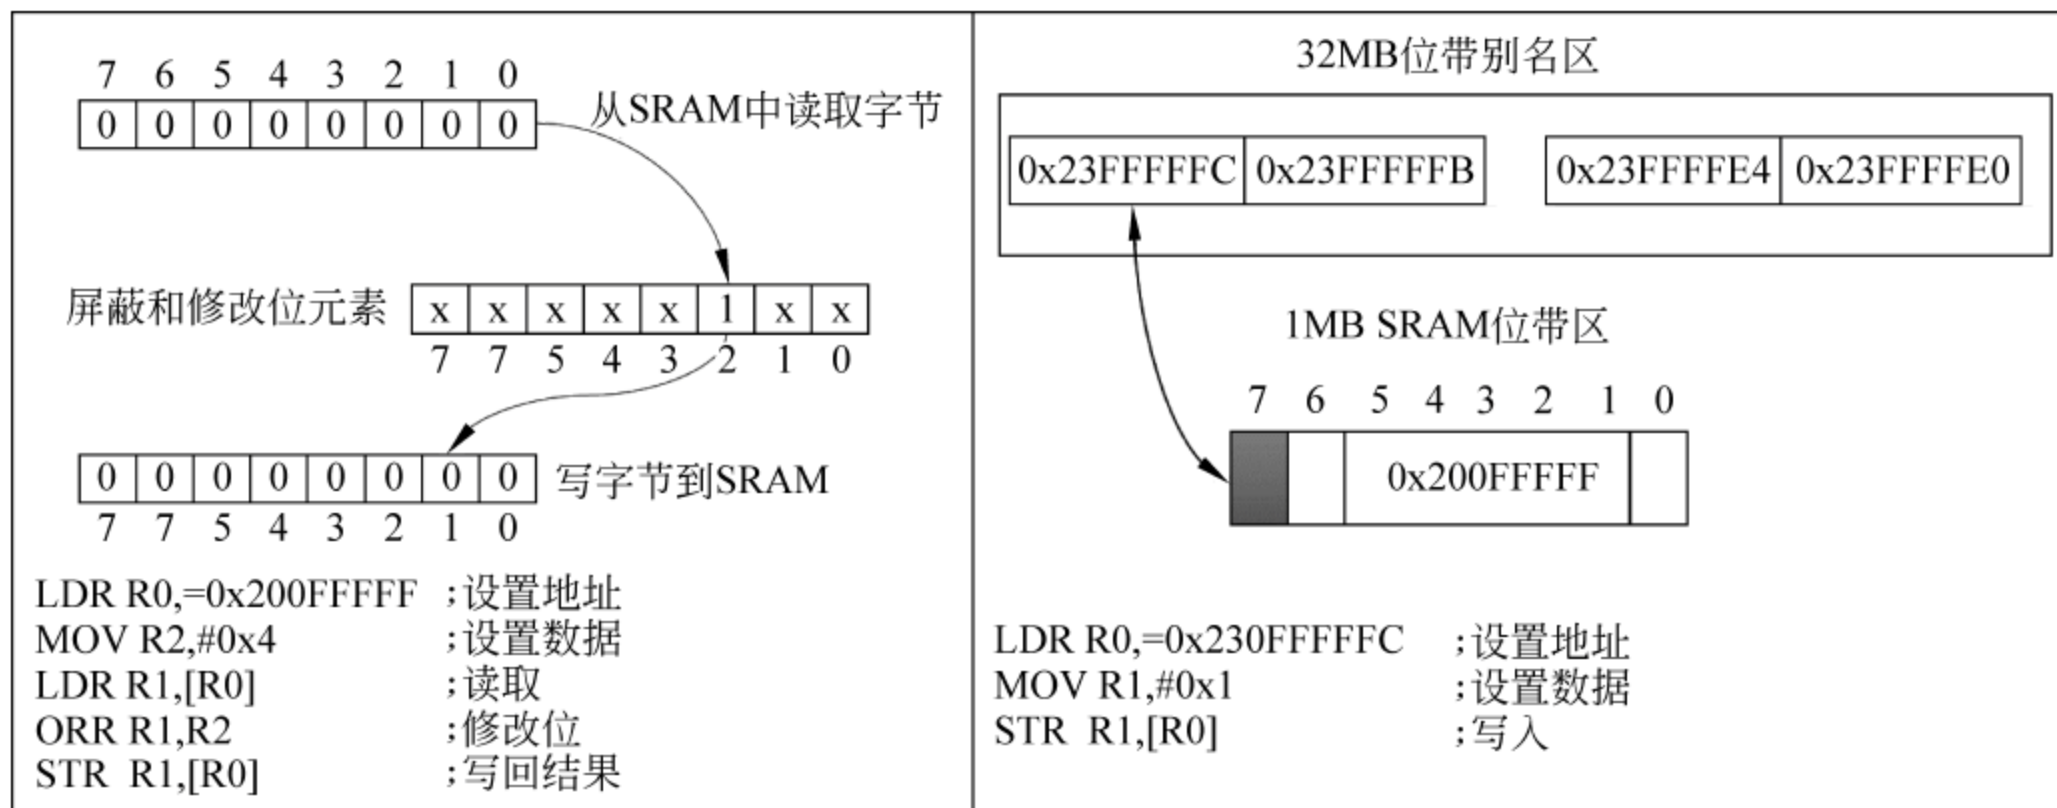 7 6 5 4 3 2 1 0
0 0 0 0 0 0 0 0
从SRAM中读取字节
屏蔽和修改位元素
x x x x x 1 x x
7 7 5 4 3 2 1 0
0 0 0 0 0 0 0 0
写字节到SRAM
7 7 5 4 3 2 1 0
LDR R0,=0x200FFFFF ;设置地址
MOV R2,#0x4 ;设置数据
LDR R1,[R0] ;读取
ORR R1,R2 ;修改位
STR R1,[R0] ;写回结果
32MB位带别名区
0x23FFFFFC 0x23FFFFFB 0x23FFFFE4 0x23FFFFE0
1MB SRAM位带区
7 6 5 4 3 2 1 0
0x200FFFFF
LDR R0,=0x230FFFFFC ;设置地址
MOV R1,#0x1 ;设置数据
STR R1,[R0] ;写入